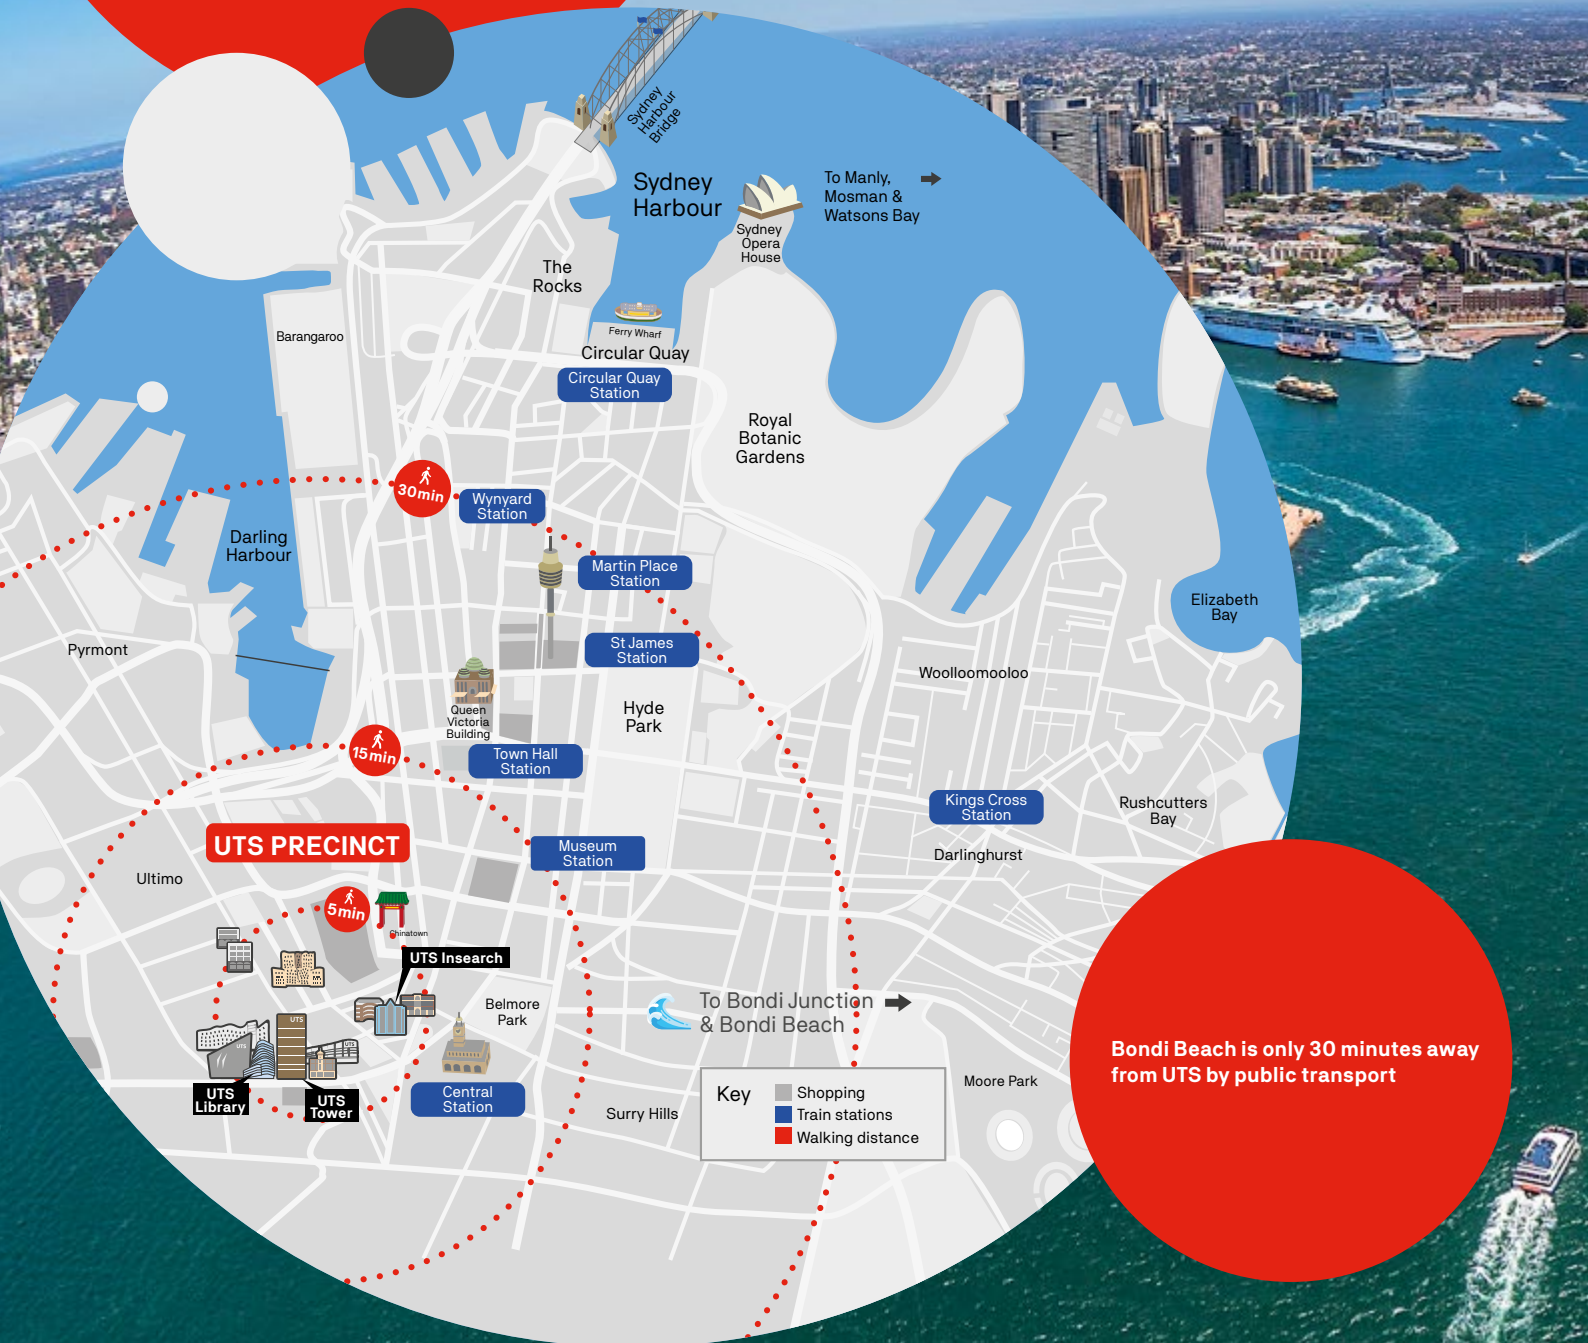 Sydney
Harbour
Bridge
Sydney
Harbour
To Manly,
Mosman &
Watsons Bay
Sydney
Opera
House
The
Rocks
Barangaroo
Ferry Wharf
Circular Quay
Circular Quay
Station
Royal
Botanic
Gardens
30min
Wynyard
Station
Darling
Harbour
Martin Place
Station
Elizabeth
Bay
Pyrmont
St James
Station
Woolloomooloo
Queen
Victoria
Building
Hyde
Park
15min
Town Hall
Station
Kings Cross
Station
Rushcutters
Bay
UTS PRECINCT
Museum
Station
Darlinghurst
Ultimo
5min
Chinatown
UTS Insearch
Belmore
Park
To Bondi Junction
& Bondi Beach
UTS
UTS
UTS
UTS
Library
UTS
Tower
Central
Station
Surry Hills
Moore Park
Key
Shopping
Train stations
Walking distance
Bondi Beach is only 30 minutes away
from UTS by public transport